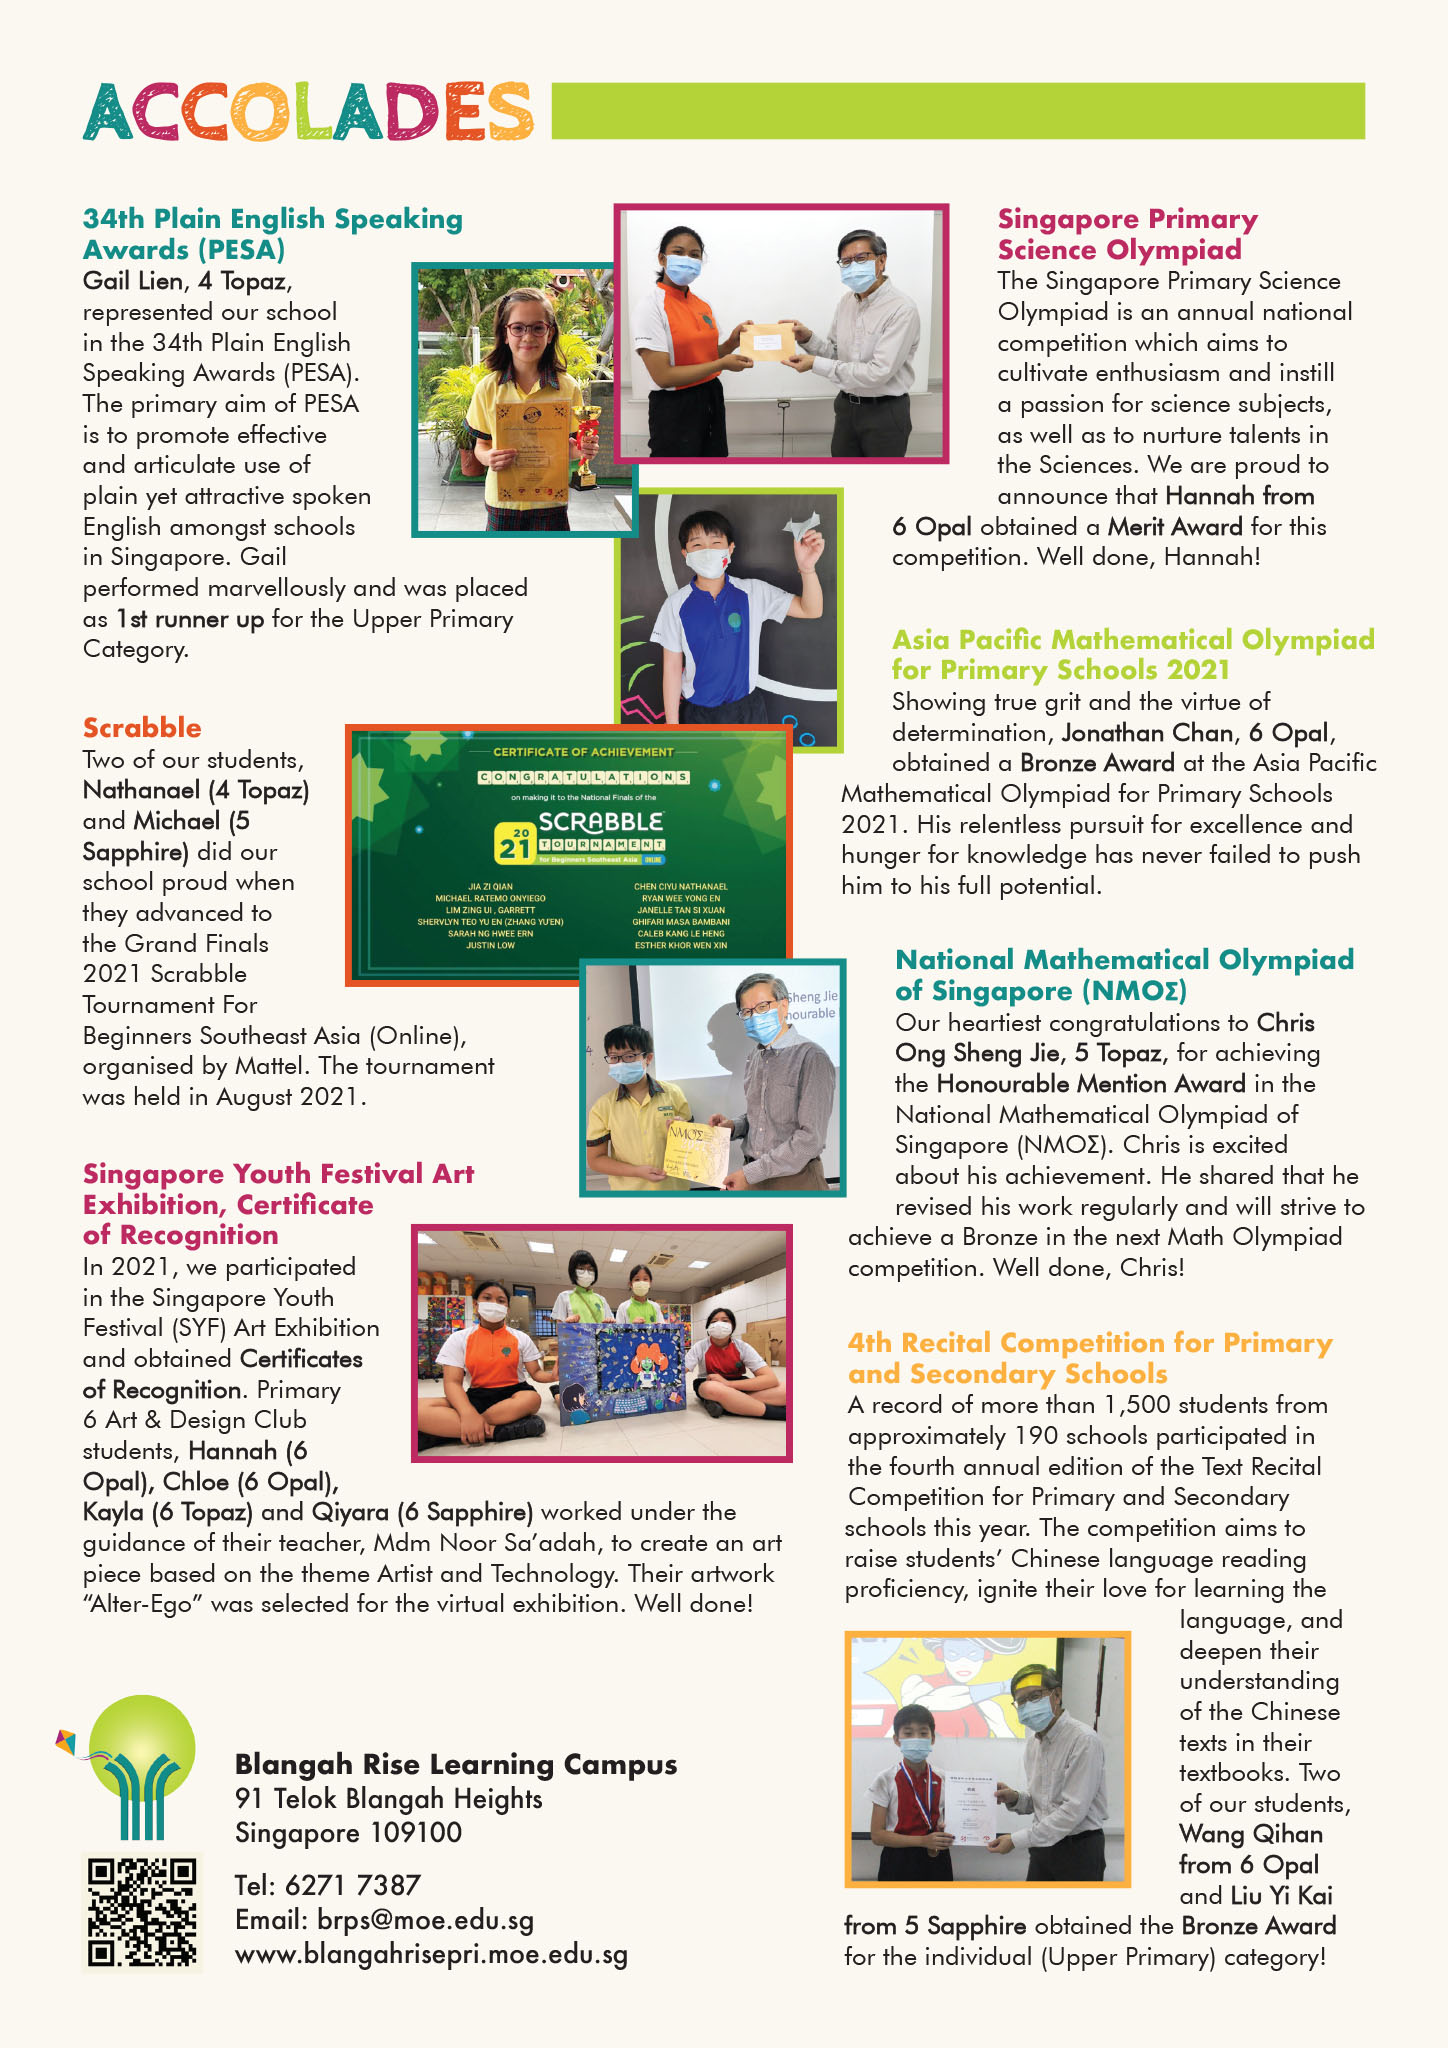 ACCOLADES
34th Plain English Speaking
Awards (PESA)
Gail Lien, 4 Topaz,
represented our school
in the 34th Plain English
Speaking Awards (PESA).
The primary aim of PESA
is to promote effective
and articulate use of
plain yet attractive spoken
English amongst schools
in Singapore. Gail
performed marvellously and was placed
as 1st runner up for the Upper Primary
Category.
Scrabble
Two of our students,
Nathanael (4 Topaz)
and Michael (5
Sapphire) did our
school proud when
they advanced to
the Grand Finals
2021 Scrabble
Tournament For
Beginners Southeast Asia (Online),
organised by Mattel. The tournament
was held in August 2021.
CERTIFICATE OF ACHIEVEMENT
CONGRATULATIONS
on making it to the National Finals of the
2021 SCRABBLE
TOURNAMENT
for Beginners Southeast Asia ONLINE
JIA ZI QIAN
MICHAEL RATEMO ONYIEGO
LIM ZING UI , GARRETT
SHERVLYN TEO YU EN (ZHANG YU'EN)
SARAH NG HWEE ERN
JUSTIN LOW
CHEN CIYU NATHANAEL
RYAN WEE YONG EN
JANELLE TAN SI XUAN
GHIFARI MASA BAMBANI
CALEB KANG LE HENG
ESTHER KHOR WEN XIN
Singapore Youth Festival Art
Exhibition, Certificate
of Recognition
In 2021, we participated
in the Singapore Youth
Festival (SYF) Art Exhibition
and obtained Certificates
of Recognition. Primary
6 Art & Design Club
students, Hannah (6
Opal), Chloe (6 Opal),
Kayla (6 Topaz) and Qiyara (6 Sapphire) worked under the
guidance of their teacher, Mdm Noor Sa’adah, to create an art
piece based on the theme Artist and Technology. Their artwork
“Alter-Ego” was selected for the virtual exhibition. Well done!
Singapore Primary
Science Olympiad
The Singapore Primary Science
Olympiad is an annual national
competition which aims to
cultivate enthusiasm and instill
a passion for science subjects,
as well as to nurture talents in
the Sciences. We are proud to
announce that Hannah from
6 Opal obtained a Merit Award for this
competition. Well done, Hannah!
Asia Pacific Mathematical Olympiad
for Primary Schools 2021
Showing true grit and the virtue of
determination, Jonathan Chan, 6 Opal,
obtained a Bronze Award at the Asia Pacific
Mathematical Olympiad for Primary Schools
2021. His relentless pursuit for excellence and
hunger for knowledge has never failed to push
him to his full potential.
Sheng Jie
nourable
NMOΣ
National Mathematical Olympiad
of Singapore (NMOΣ)
Our heartiest congratulations to Chris
Ong Sheng Jie, 5 Topaz, for achieving
the Honourable Mention Award in the
National Mathematical Olympiad of
Singapore (NMOΣ). Chris is excited
about his achievement. He shared that he
revised his work regularly and will strive to
achieve a Bronze in the next Math Olympiad
competition. Well done, Chris!
4th Recital Competition for Primary
and Secondary Schools
A record of more than 1,500 students from
approximately 190 schools participated in
the fourth annual edition of the Text Recital
Competition for Primary and Secondary
schools this year. The competition aims to
raise students’ Chinese language reading
proficiency, ignite their love for learning the
language, and
deepen their
understanding
of the Chinese
texts in their
textbooks. Two
of our students,
Wang Qihan
from 6 Opal
and Liu Yi Kai
from 5 Sapphire obtained the Bronze Award
for the individual (Upper Primary) category!
Blangah Rise Learning Campus
91 Telok Blangah Heights
Singapore 109100
Tel: 6271 7387
Email: brps@moe.edu.sg
www.blangahrisepri.moe.edu.sg